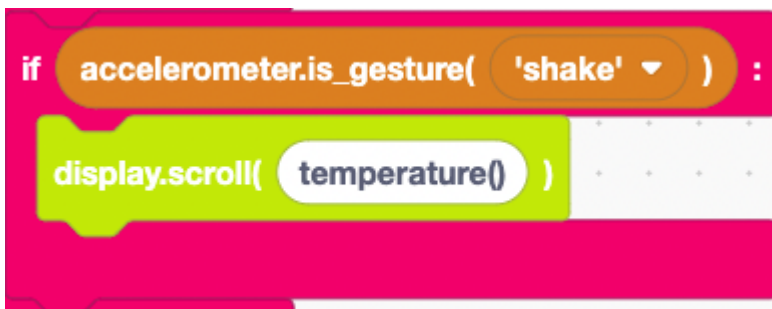 if accelerometer.is_gesture( 'shake' ) :
display.scroll( temperature() )